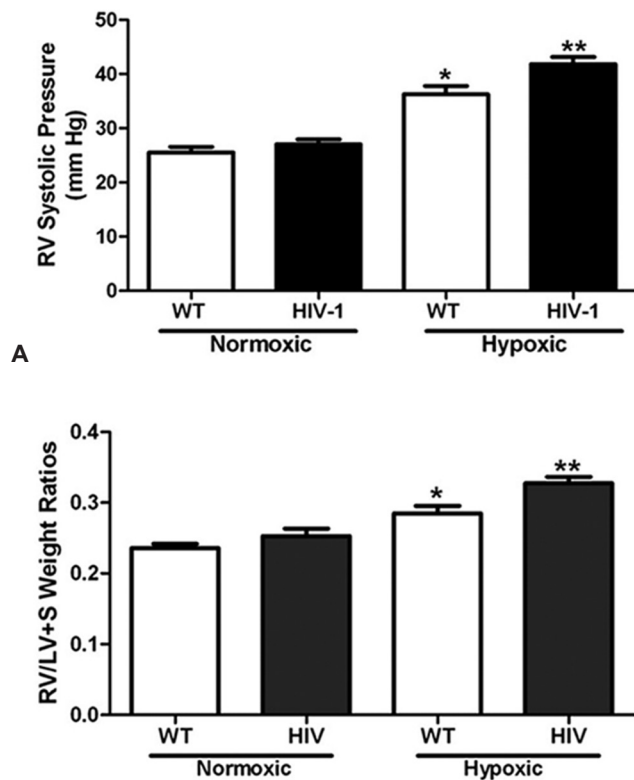 50
40
30
20
10
0
RV Systolic Pressure
(mm Hg)
*
**
WT HIV-1 WT HIV-1
Normoxic Hypoxic
A
0.4
0.3
0.2
0.1
0.0
RV/LV+S Weight Ratios
*
**
WT HIV WT HIV
Normoxic Hypoxic